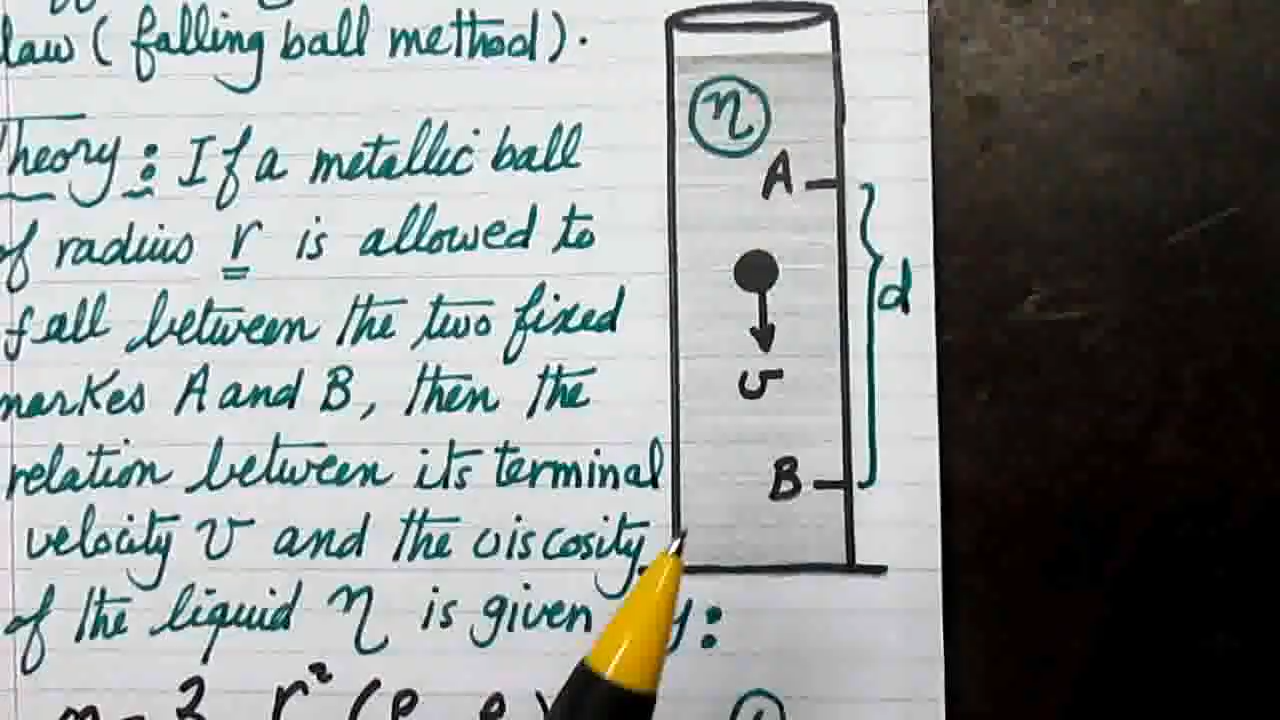 law (falling ball method).
Theory: If a metallic ball
of radius r is allowed to
fall between the two fixed
markes A and B, then the
relation between its terminal
velocity v and the viscosity
of the liquid η is given
η
A
d
v
B
r² (ρ